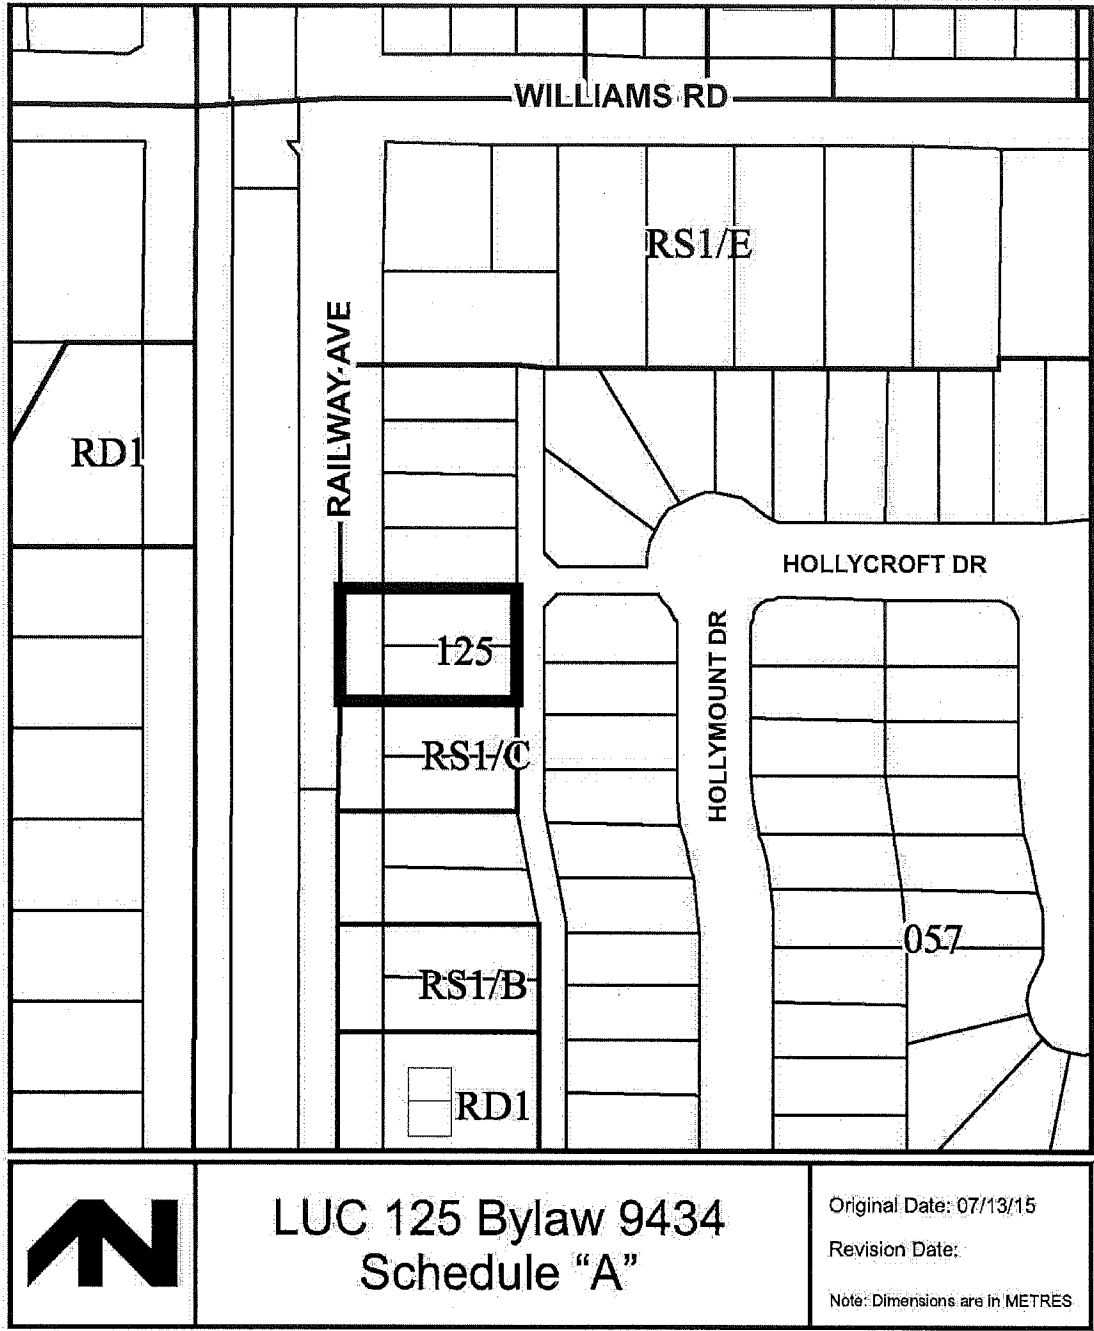 WILLIAMS RD
RS1/E
RAILWAY AVE
RD1
HOLLYCROFT DR
HOLLYMOUNT DR
125
RS1/C
057
RS1/B
RD1
N
LUC 125 Bylaw 9434
Schedule “A”
Original Date: 07/13/15
Revision Date:
Note: Dimensions are in METRES